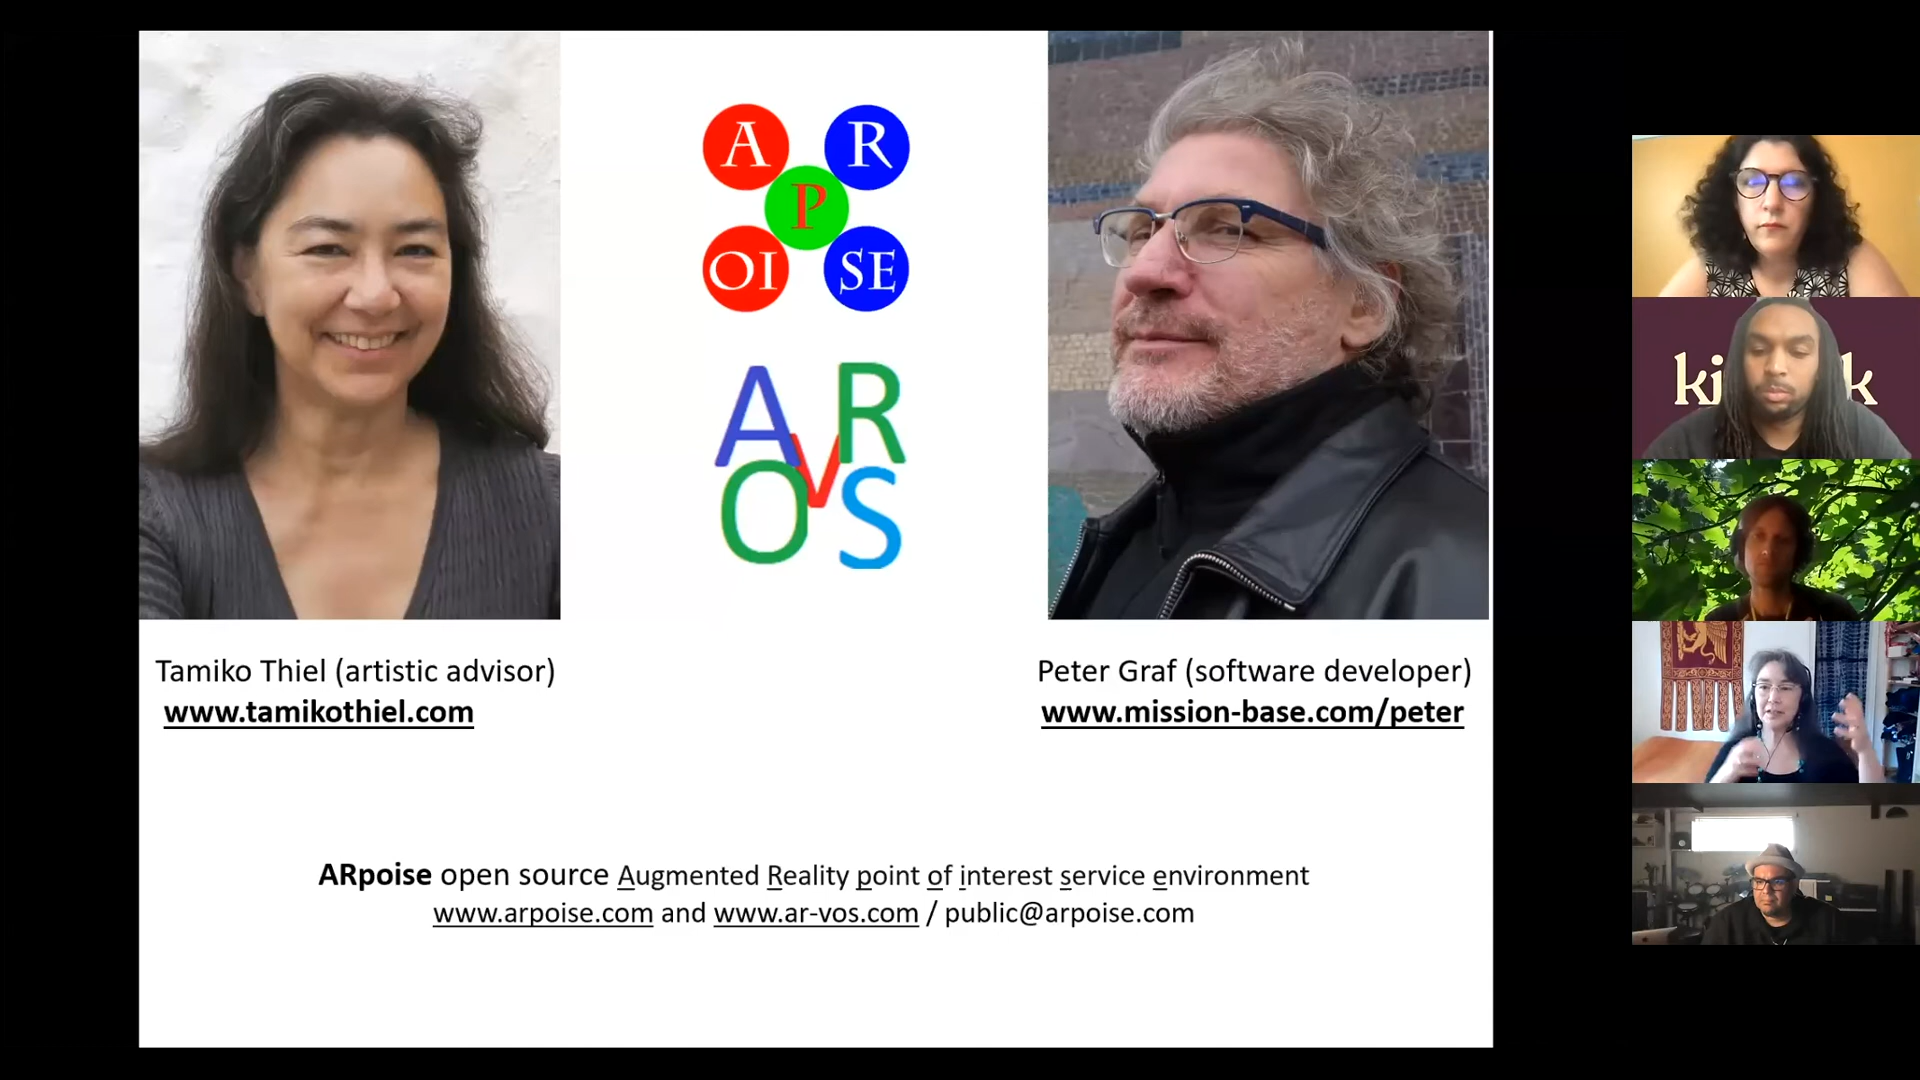 A R
P
OI SE
A R
V
O S
Tamiko Thiel (artistic advisor)
www.tamikothiel.com
Peter Graf (software developer)
www.mission-base.com/peter
ARpoise open source Augmented Reality point of interest service environment
www.arpoise.com and www.ar-vos.com / public@arpoise.com